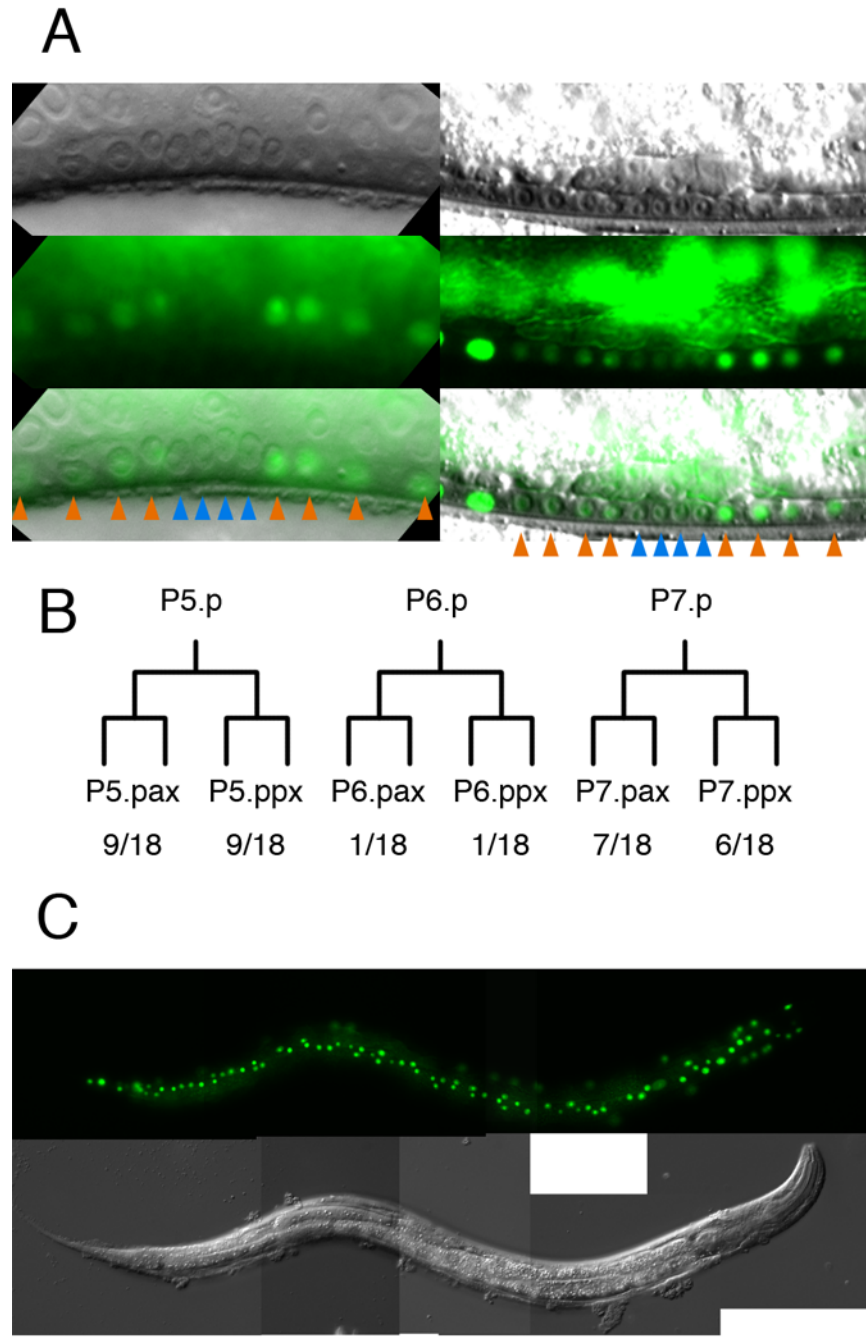 A
B
P5.p P6.p P7.p
P5.pax P5.ppx P6.pax P6.ppx P7.pax P7.ppx
9/18 9/18 1/18 1/18 7/18 6/18
C